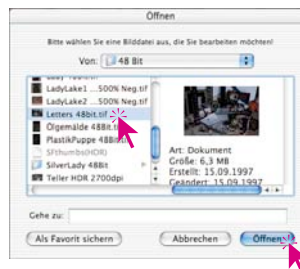 Öffnen
Bitte wählen Sie eine Bilddatei aus, die Sie bearbeiten möchten!
Von: 48 Bit
LadyLake1 ...500% Neg.tif
LadyLake2 ...500% Neg.tif
Letters 48bit.tif
Ölgemälde 48Bit.tif
PlastikPuppe 48Bit.tif
SFthumbs(HDR)
SilverLady 48Bit
Teller HDR 2700dpi
Art: Dokument
Größe: 6,3 MB
Erstellt: 15.09.1997
Geändert: 15.09.1997
Gehe zu:
Als Favorit sichern
Abbrechen
Öffnen